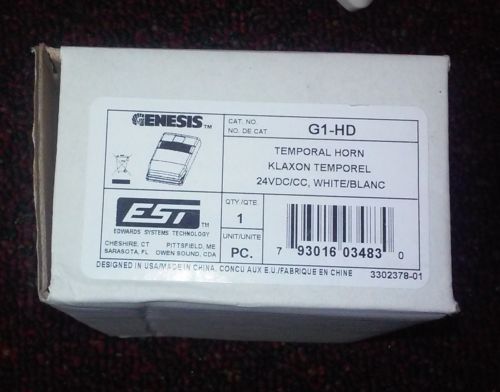 GENESIS™
CAT. NO.
NO. DE CAT
G1-HD
TEMPORAL HORN
KLAXON TEMPOREL
24VDC/CC, WHITE/BLANC
EST™
EDWARDS SYSTEMS TECHNOLOGY
CHESHIRE, CT PITTSFIELD, ME
SARASOTA, FL OWEN SOUND, CDA
QTY./QTE.
1
UNIT/UNITE
PC.
7 93016 03483 0
DESIGNED IN USA/MADE IN CHINA. CONCU AUX E.U./FABRIQUE EN CHINE
3302378-01